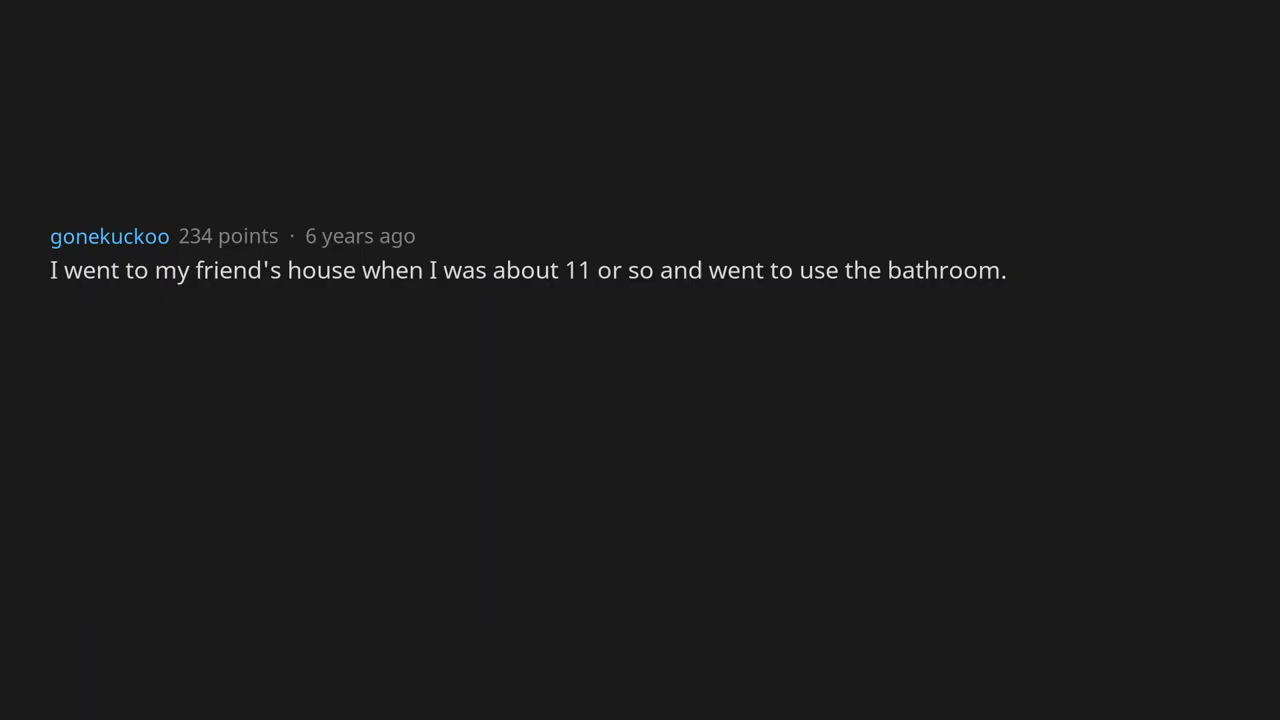 gonekuckoo 234 points · 6 years ago
I went to my friend's house when I was about 11 or so and went to use the bathroom.